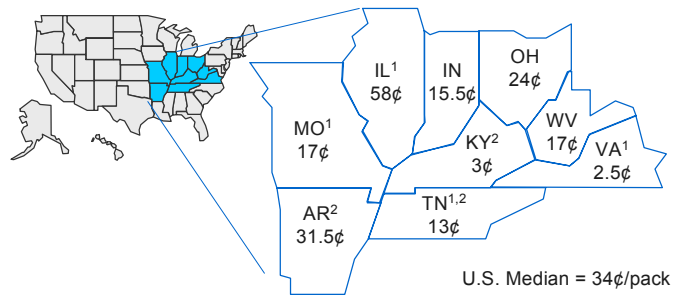 IL¹
58¢
IN
15.5¢
OH
24¢
MO¹
17¢
KY²
3¢
WV
17¢
VA¹
2.5¢
AR²
31.5¢
TN¹,²
13¢
U.S. Median = 34¢/pack